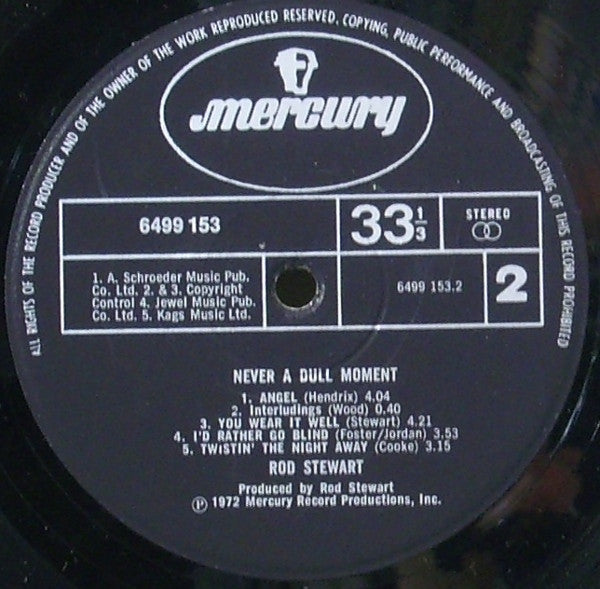 ALL RIGHTS OF THE RECORD PRODUCER AND OF THE OWNER OF THE WORK REPRODUCED RESERVED. COPYING, PUBLIC PERFORMANCE AND BROADCASTING OF THIS RECORD PROHIBITED
mercury
6499 153
33 1/3
STEREO
1. A. Schroeder Music Pub.
Co. Ltd. 2. & 3. Copyright
Control 4. Jewel Music Pub.
Co. Ltd. 5. Kags Music Ltd.
6499 153.2
2
NEVER A DULL MOMENT
1. ANGEL (Hendrix) 4.04
2. Interludings (Wood) 0.40
3. YOU WEAR IT WELL (Stewart) 4.21
4. I'D RATHER GO BLIND (Foster/Jordan) 3.53
5. TWISTIN' THE NIGHT AWAY (Cooke) 3.15
ROD STEWART
Produced by Rod Stewart
Ⓟ 1972 Mercury Record Productions, Inc.